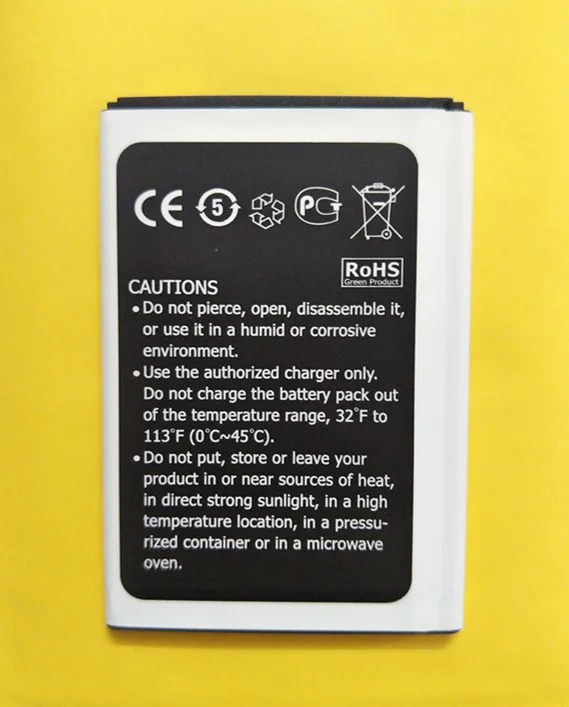 CE 5 PCT
RoHS
Green Product
CAUTIONS
• Do not pierce, open, disassemble it,
or use it in a humid or corrosive
environment.
• Use the authorized charger only.
Do not charge the battery pack out
of the temperature range, 32°F to
113°F (0°C~45°C).
• Do not put, store or leave your
product in or near sources of heat,
in direct strong sunlight, in a high
temperature location, in a pressu-
rized container or in a microwave
oven.